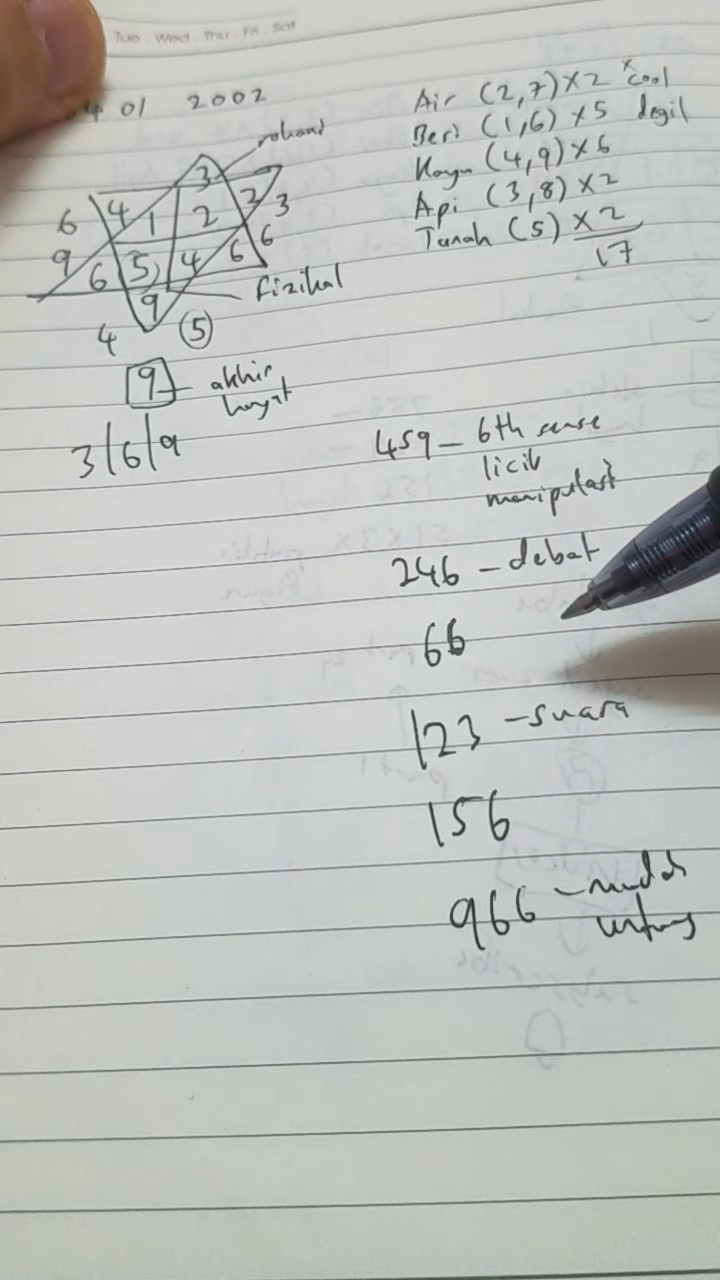 Tue . Wed . Thu . Fri . Sat
4 01 2002
Air (2,7) x 2 x cool
Besi (1,6) x 5 degil
Kayu (4,9) x 6
Api (3,8) x 2
Tanah (5) x 2
17
rohani
3
6 4 1 2 2 3
9 6 5 4 6 6
fizikal
9
4 5
9 akhir
hayat
3/6/9
459 - 6th sense
licik
manipulasi
246 - debat
66
123 - suara
156
966 - mudah
untung